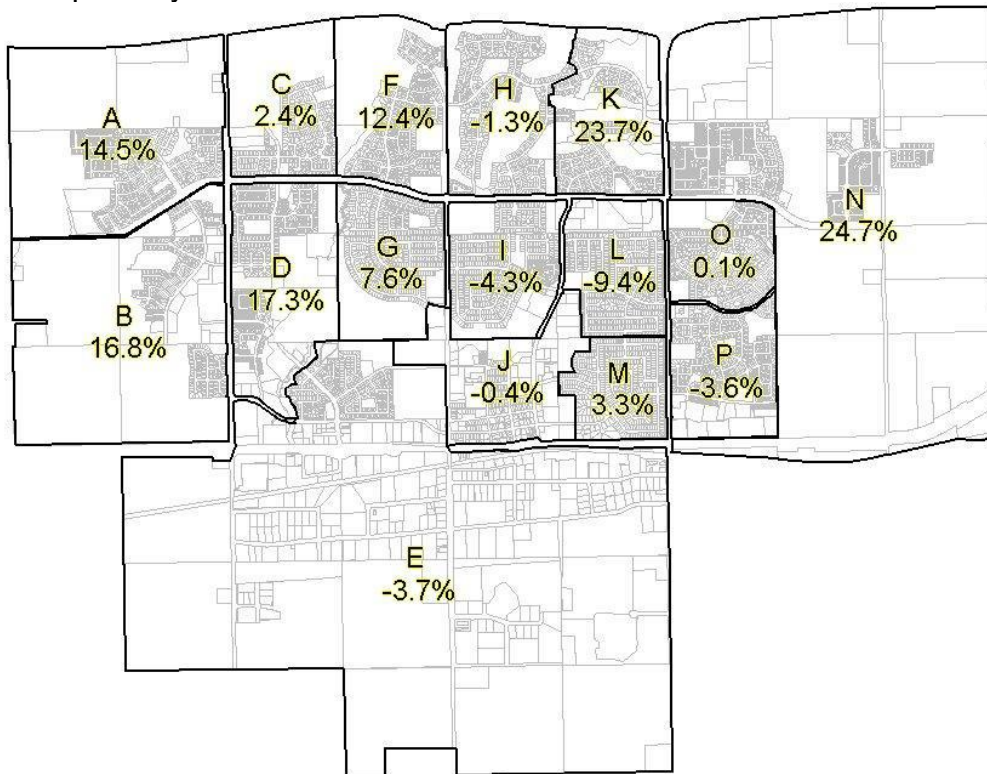 A
14.5%
B
16.8%
C
2.4%
D
17.3%
E
-3.7%
F
12.4%
G
7.6%
H
-1.3%
I
-4.3%
J
-0.4%
K
23.7%
L
-9.4%
M
3.3%
N
24.7%
O
0.1%
P
-3.6%